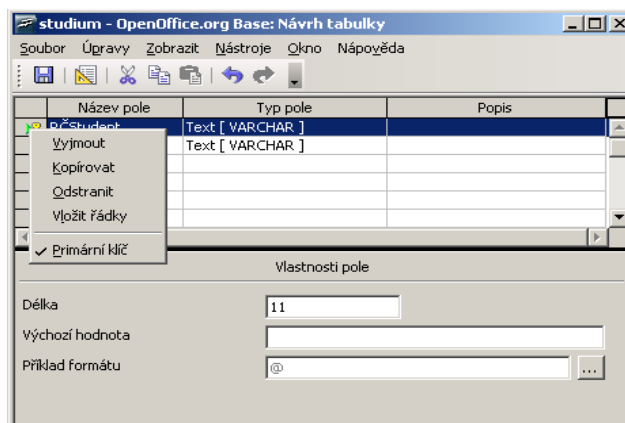 studium - OpenOffice.org Base: Návrh tabulky
Soubor Úpravy Zobrazit Nástroje Okno Nápověda
Název pole Typ pole Popis
RČStudent Text [ VARCHAR ]
Text [ VARCHAR ]
Vyjmout
Kopírovat
Odstranit
Vložit řádky
✓ Primární klíč
Vlastnosti pole
Délka 11
Výchozí hodnota
Příklad formátu @ ...